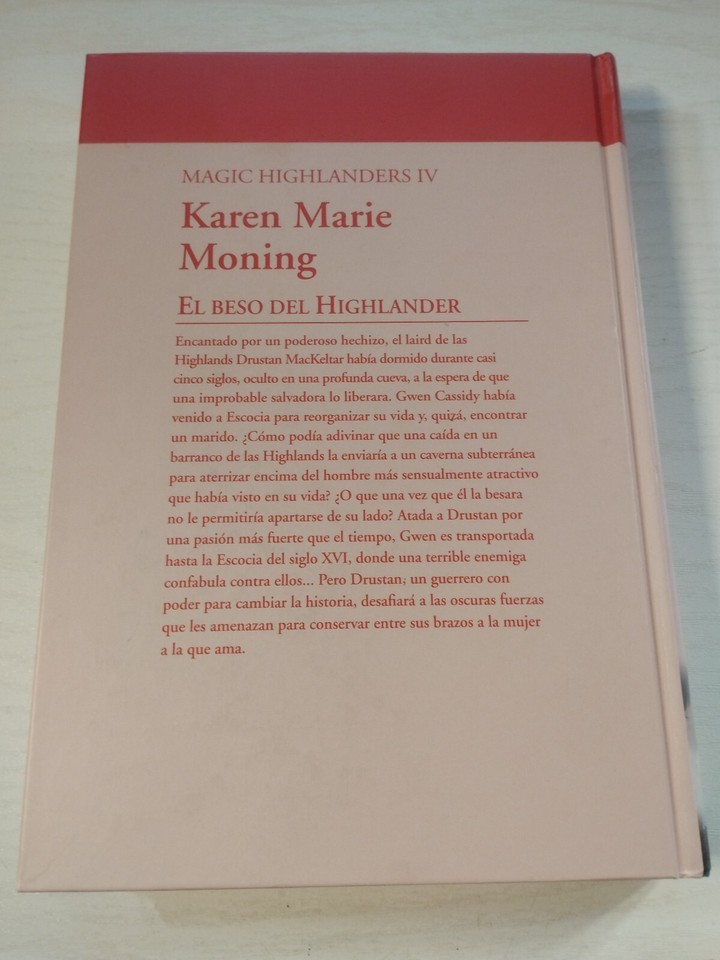 MAGIC HIGHLANDERS IV
Karen Marie
Moning
EL BESO DEL HIGHLANDER
Encantado por un poderoso hechizo, el laird de las
Highlands Drustan MacKeltar había dormido durante casi
cinco siglos, oculto en una profunda cueva, a la espera de que
una improbable salvadora lo liberara. Gwen Cassidy había
venido a Escocia para reorganizar su vida y, quizá, encontrar
un marido. ¿Cómo podía adivinar que una caída en un
barranco de las Highlands la enviaría a un caverna subterránea
para aterrizar encima del hombre más sensualmente atractivo
que había visto en su vida? ¿O que una vez que él la besara
no le permitiría apartarse de su lado? Atada a Drustan por
una pasión más fuerte que el tiempo, Gwen es transportada
hasta la Escocia del siglo XVI, donde una terrible enemiga
confabula contra ellos... Pero Drustan, un guerrero con
poder para cambiar la historia, desafiará a las oscuras fuerzas
que les amenazan para conservar entre sus brazos a la mujer
a la que ama.